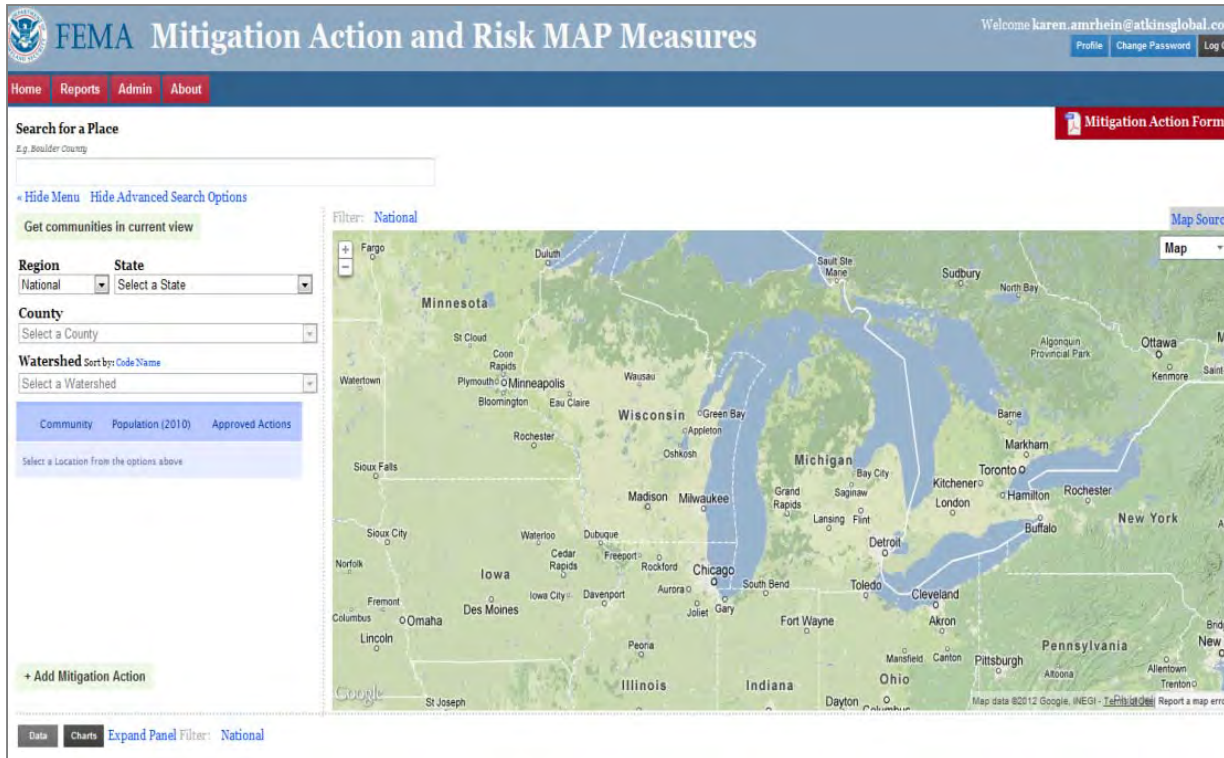 FEMA Mitigation Action and Risk MAP Measures
Welcome karen.amrhein@atkinsglobal.co
Profile Change Password Log
Home Reports Admin About
Mitigation Action Form
Search for a Place
E.g. Boulder County
« Hide Menu Hide Advanced Search Options
Get communities in current view
Region State
National Select a State
County
Select a County
Watershed Sort by: Code Name
Select a Watershed
Community Population (2010) Approved Actions
Select a Location from the options above
+ Add Mitigation Action
Filter: National
Map Sourc
+
−
Map
Fargo
Duluth
Sault Ste
Marie
Sudbury
North Bay
Minnesota
Algonquin
Provincial Park
Ottawa
M
St Cloud
Coon
Rapids
Kenmore
Saint
Watertown
Plymouth
Minneapolis
Wausau
Bloomington
Eau Claire
Wisconsin
Green Bay
Appleton
Barrie
Rochester
Oshkosh
Markham
Sioux Falls
Michigan
Bay City
Toronto
Kitchener
Madison
Milwaukee
Grand
Rapids
Saginaw
London
Hamilton
Rochester
Lansing
Flint
Buffalo
New York
Sioux City
Waterloo
Dubuque
Detroit
Norfolk
Cedar
Rapids
Freeport
Rockford
Chicago
Iowa
South Bend
Toledo
Cleveland
Iowa City
Davenport
Aurora
Fremont
Des Moines
Joliet
Gary
Columbus
Omaha
Fort Wayne
Akron
Lincoln
Peoria
Pennsylvania
Brid
New
Mansfield
Canton
Pittsburgh
Altoona
Allentown
Trenton
Illinois
Indiana
Ohio
Google
St Joseph
Dayton
Columbus
Map data ©2012 Google, INEGI - Terms of Use Report a map erro
Data Charts Expand Panel Filter: National